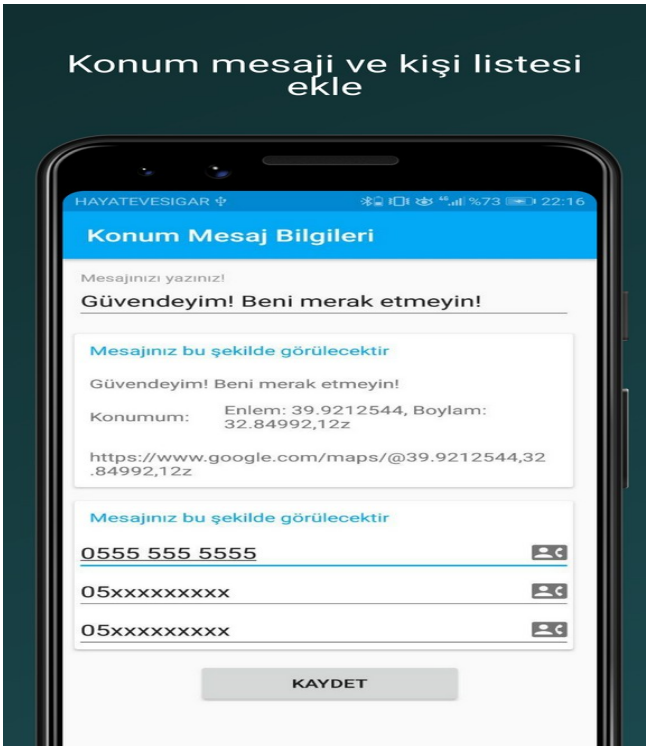 Konum mesaji ve kişi listesi
ekle
HAYATEVESIGAR
%73 22:16
Konum Mesaj Bilgileri
Mesajınızı yazınız!
Güvendeyim! Beni merak etmeyin!
Mesajınız bu şekilde görülecektir
Güvendeyim! Beni merak etmeyin!
Konumum: Enlem: 39.9212544, Boylam:
32.84992,12z
https://www.google.com/maps/@39.9212544,32
.84992,12z
Mesajınız bu şekilde görülecektir
0555 555 5555
05xxxxxxxxx
05xxxxxxxxx
KAYDET